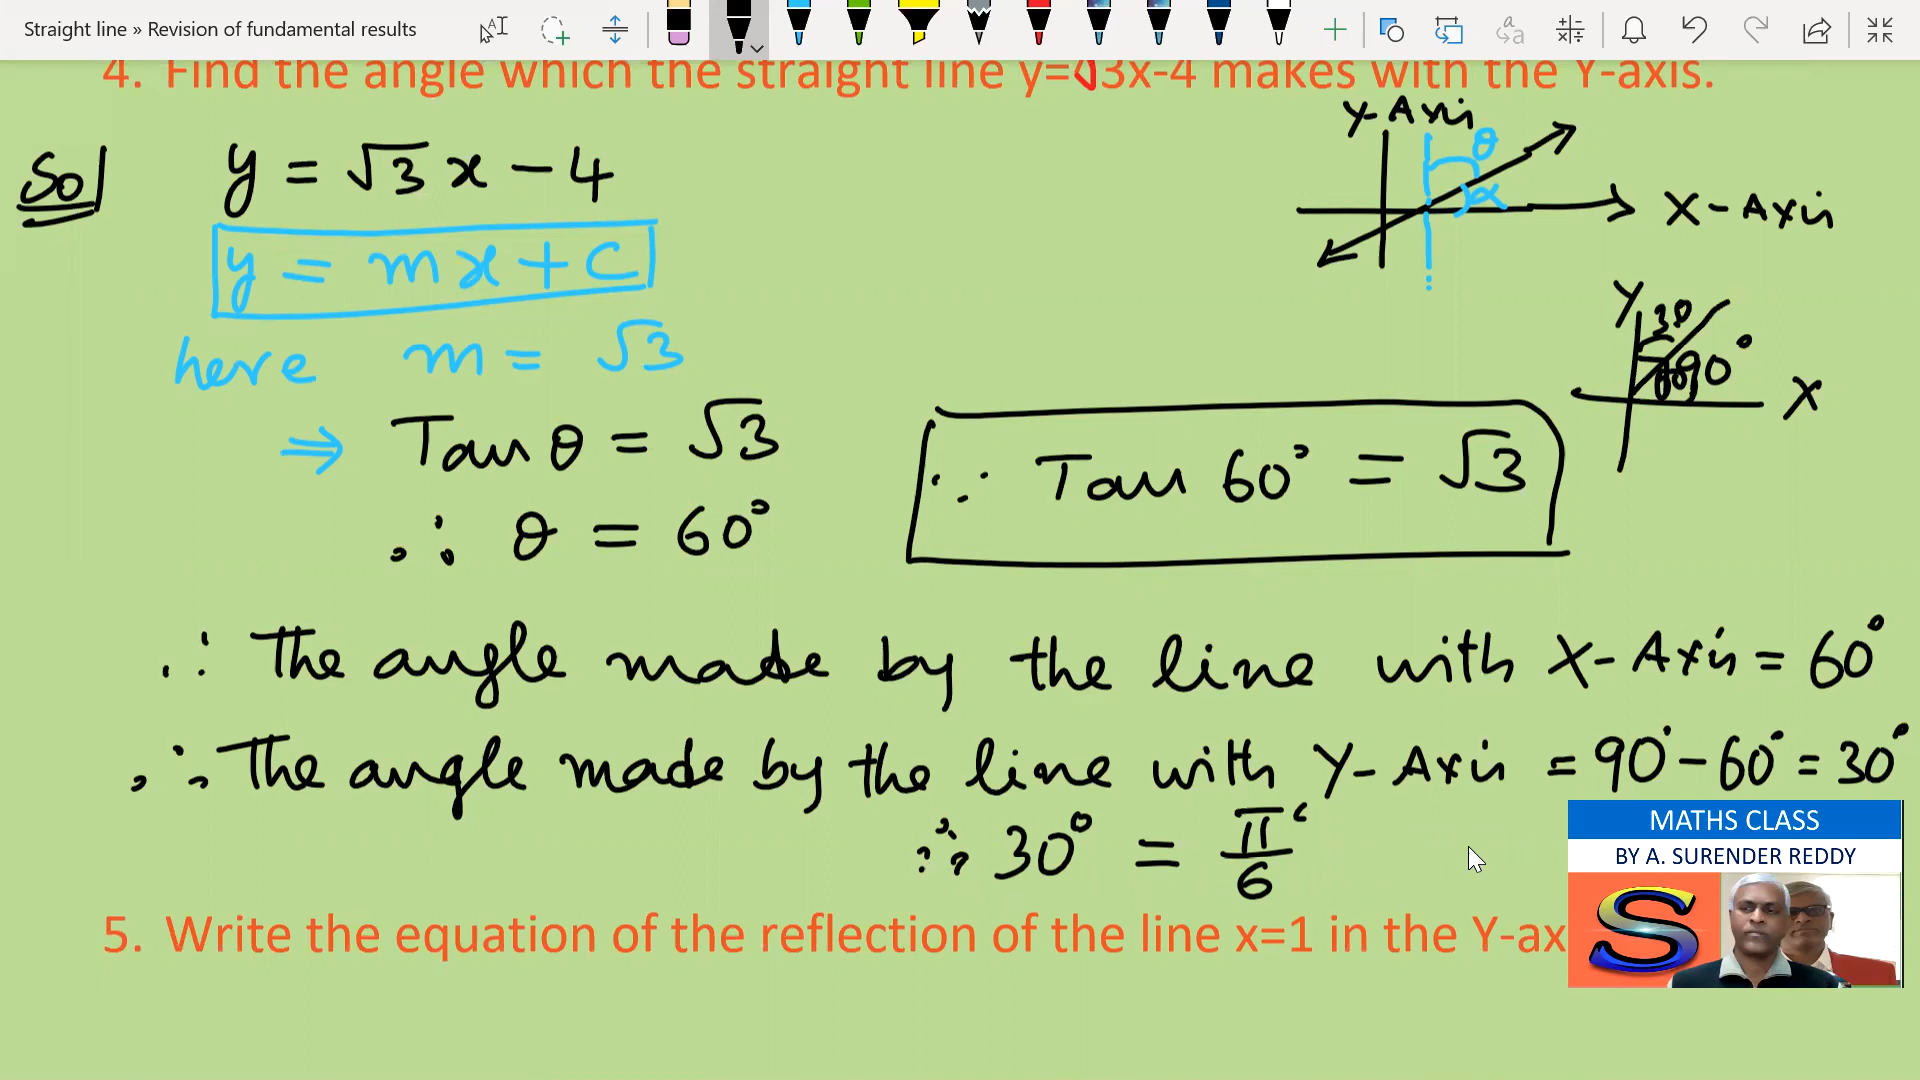 Straight line » Revision of fundamental results
4. Find the angle which the straight line y=√3x-4 makes with the Y-axis.
Y-Axis
Sol
y = √3 x - 4
θ
α
X-Axis
y = mx + c
Y
30
90°
X
here m = √3
⇒ Tan θ = √3
∵ Tan 60° = √3
∴ θ = 60°
∴ The angle made by the line with X-Axis = 60°
∴ The angle made by the line with Y-Axis = 90° - 60° = 30°
∴ 30° = π/6 ᶜ
MATHS CLASS
BY A. SURENDER REDDY
S
5. Write the equation of the reflection of the line x=1 in the Y-ax